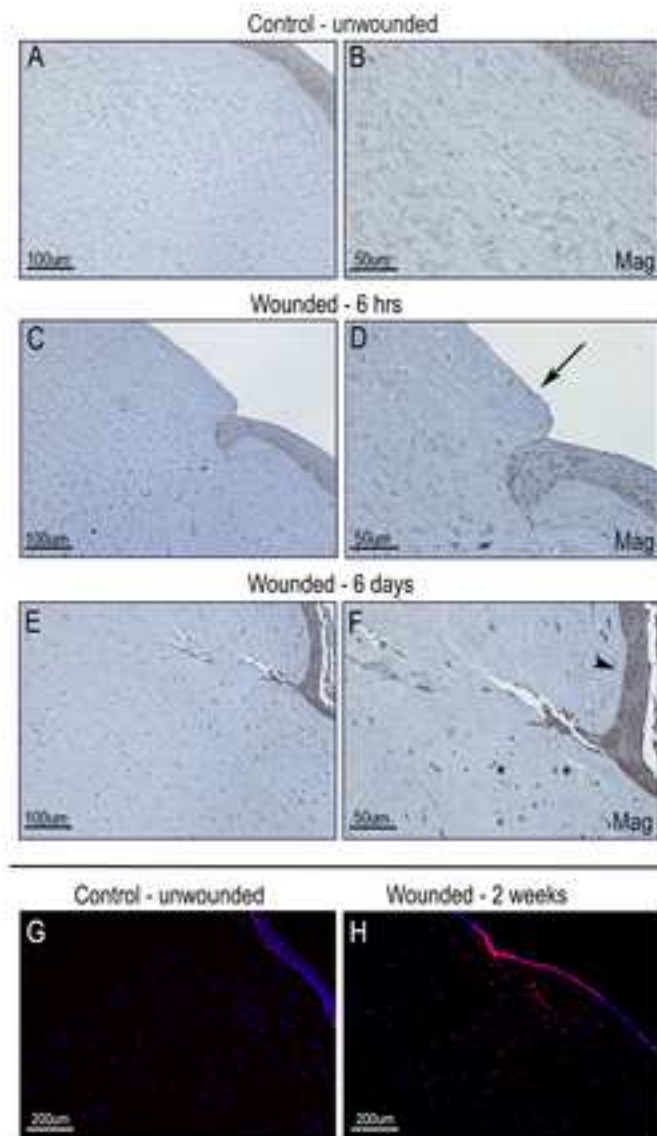 Control - unwounded
A
B
100um
50um
Mag
Wounded - 6 hrs
C
D
100um
50um
Mag
Wounded - 6 days
E
F
100um
50um
Mag
Control - unwounded
Wounded - 2 weeks
G
H
200um
200um